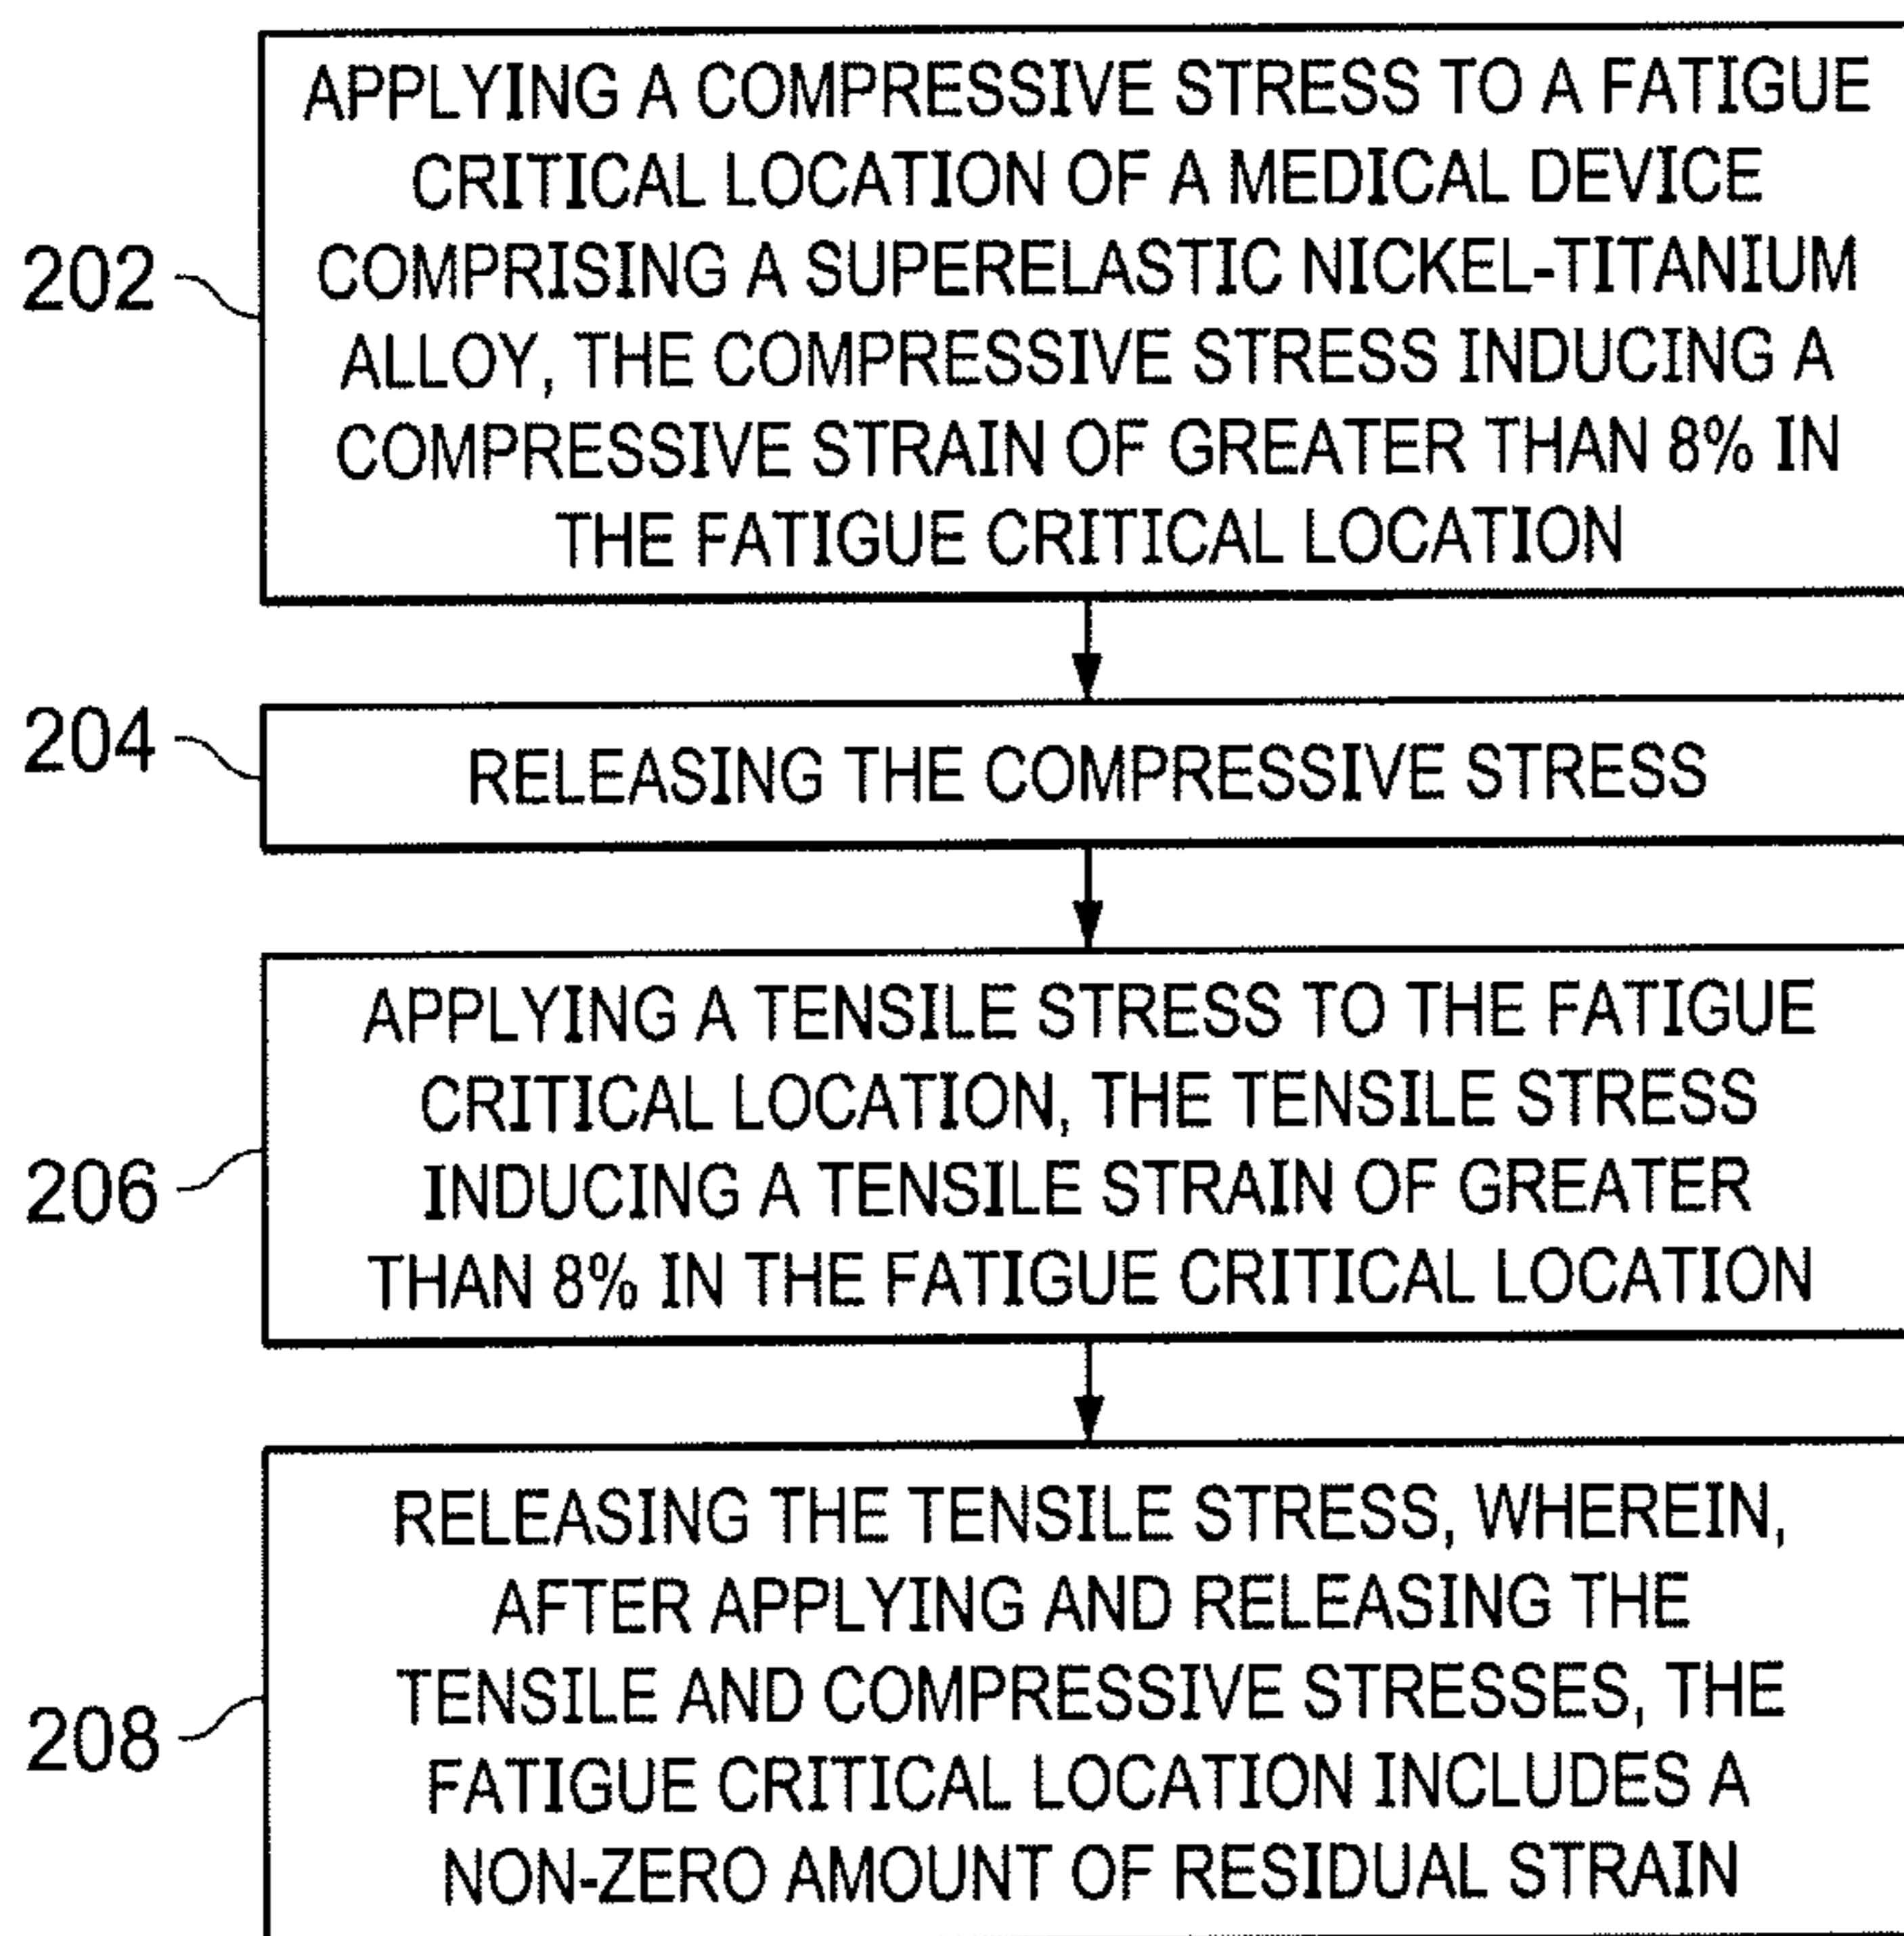 APPLYING A COMPRESSIVE STRESS TO A FATIGUE
CRITICAL LOCATION OF A MEDICAL DEVICE
202
COMPRISING A SUPERELASTIC NICKEL-TITANIUM
ALLOY, THE COMPRESSIVE STRESS INDUCING A
COMPRESSIVE STRAIN OF GREATER THAN 8% IN
THE FATIGUE CRITICAL LOCATION
204
RELEASING THE COMPRESSIVE STRESS
APPLYING A TENSILE STRESS TO THE FATIGUE
CRITICAL LOCATION, THE TENSILE STRESS
206
INDUCING A TENSILE STRAIN OF GREATER
THAN 8% IN THE FATIGUE CRITICAL LOCATION
RELEASING THE TENSILE STRESS, WHEREIN,
AFTER APPLYING AND RELEASING THE
TENSILE AND COMPRESSIVE STRESSES, THE
208
FATIGUE CRITICAL LOCATION INCLUDES A
NON-ZERO AMOUNT OF RESIDUAL STRAIN